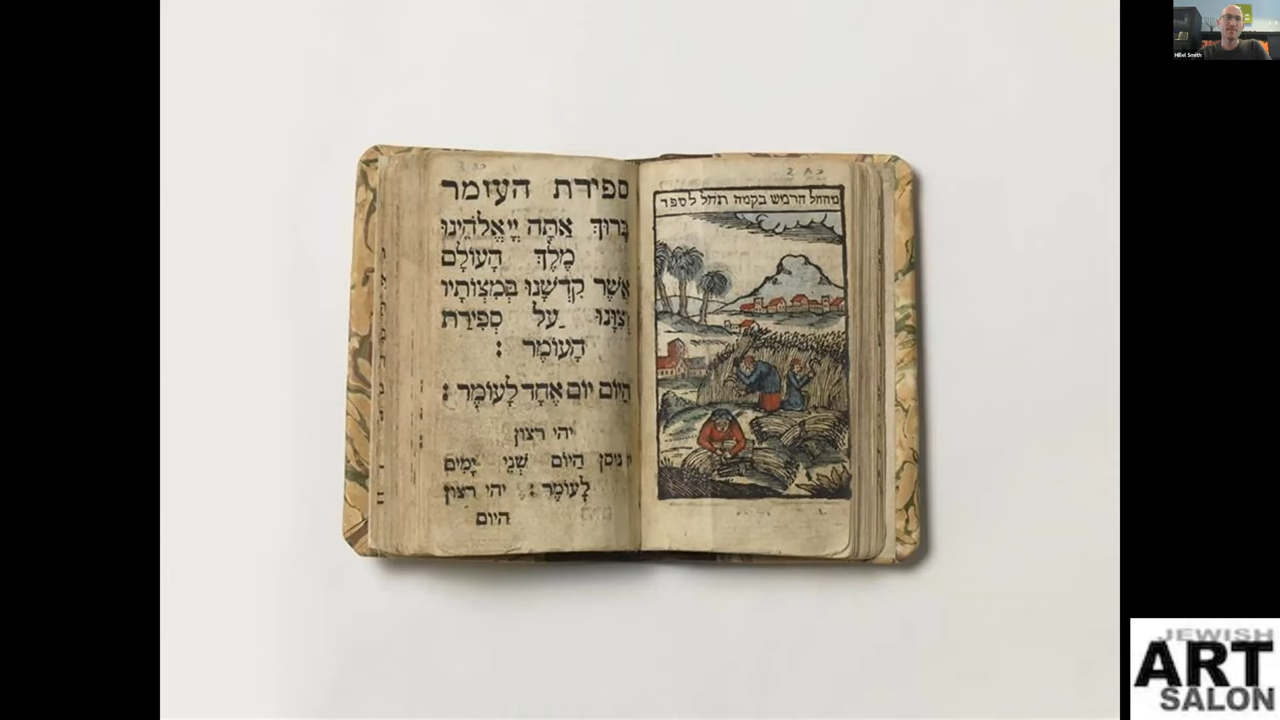 מהחל חרמש בקמה תחל לספר
ספירת העומר
בָּרוּךְ אַתָּה יְיָ אֱלֹהֵינוּ
מֶלֶךְ הָעוֹלָם
אֲשֶׁר קִדְּשָׁנוּ בְּמִצְוֹתָיו
וְצִוָּנוּ עַל סְפִירַת
הָעוֹמֶר :
הַיּוֹם יוֹם אֶחָד לָעוֹמֶר :
יהי רצון
ניסן הַיּוֹם שְׁנֵי יָמִים
לָעוֹמֶר : יהי רצון
היום
Hillel Smith
JEWISH
ART
SALON